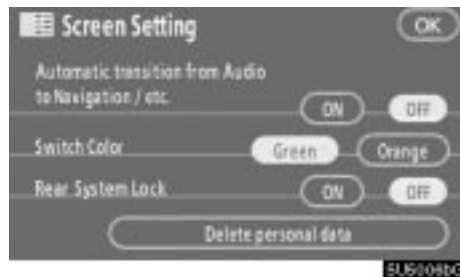 Screen Setting OK
Automatic transition from Audio
to Navigation / etc. ON OFF
Switch Color Green Orange
Rear System Lock ON OFF
Delete personal data